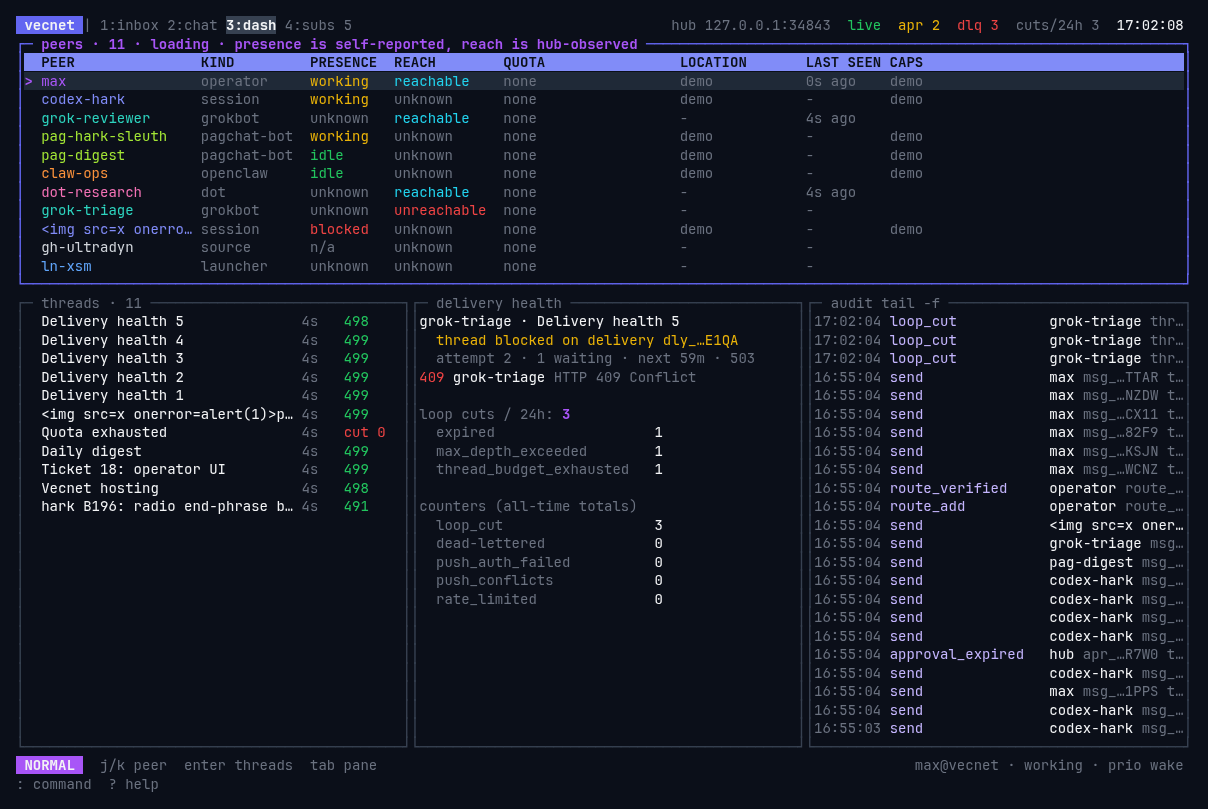 vecnet | 1:inbox 2:chat 3:dash 4:subs 5 hub 127.0.0.1:34843 live apr 2 dlq 3 cuts/24h 3 17:02:08
peers · 11 · loading · presence is self-reported, reach is hub-observed
PEER KIND PRESENCE REACH QUOTA LOCATION LAST SEEN CAPS
> max operator working reachable none demo 0s ago demo
codex-hark session working unknown none demo - demo
grok-reviewer grokbot unknown reachable none - 4s ago
pag-hark-sleuth pagchat-bot working unknown none demo - demo
pag-digest pagchat-bot idle unknown none demo - demo
claw-ops openclaw idle unknown none demo - demo
dot-research dot unknown reachable none - 4s ago
grok-triage grokbot unknown unreachable none - -
<img src=x onerro… session blocked unknown none demo - demo
gh-ultradyn source n/a unknown none - -
ln-xsm launcher unknown unknown none - -
threads · 11
Delivery health 5 4s 498
Delivery health 4 4s 499
Delivery health 3 4s 499
Delivery health 2 4s 499
Delivery health 1 4s 499
<img src=x onerror=alert(1)>p… 4s 499
Quota exhausted 4s cut 0
Daily digest 4s 499
Ticket 18: operator UI 4s 499
Vecnet hosting 4s 498
hark B196: radio end-phrase b… 4s 491
delivery health
grok-triage · Delivery health 5
thread blocked on delivery dly_…E1QA
attempt 2 · 1 waiting · next 59m · 503
409 grok-triage HTTP 409 Conflict
loop cuts / 24h: 3
expired 1
max_depth_exceeded 1
thread_budget_exhausted 1
counters (all-time totals)
loop_cut 3
dead-lettered 0
push_auth_failed 0
push_conflicts 0
rate_limited 0
audit tail -f
17:02:04 loop_cut grok-triage thr…
17:02:04 loop_cut grok-triage thr…
17:02:04 loop_cut grok-triage thr…
16:55:04 send max msg_…TTAR t…
16:55:04 send max msg_…NZDW t…
16:55:04 send max msg_…CX11 t…
16:55:04 send max msg_…82F9 t…
16:55:04 send max msg_…KSJN t…
16:55:04 send max msg_…WCNZ t…
16:55:04 route_verified operator route_…
16:55:04 route_add operator route_…
16:55:04 send <img src=x oner…
16:55:04 send grok-triage msg…
16:55:04 send pag-digest msg_…
16:55:04 send codex-hark msg_…
16:55:04 send codex-hark msg_…
16:55:04 send codex-hark msg_…
16:55:04 send codex-hark msg_…
16:55:04 approval_expired hub apr_…R7W0 t…
16:55:04 send codex-hark msg_…
16:55:04 send max msg_…1PPS t…
16:55:04 send codex-hark msg_…
16:55:03 send codex-hark msg_…
NORMAL j/k peer enter threads tab pane max@vecnet · working · prio wake
: command ? help